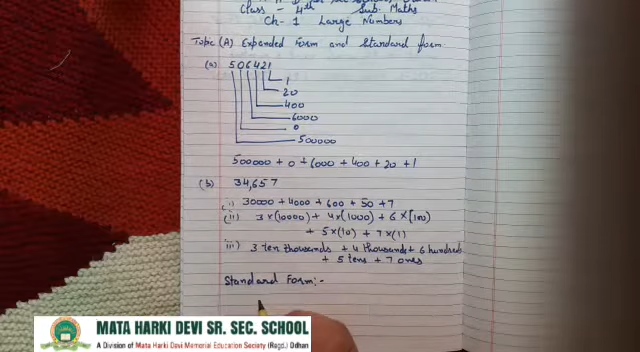 Class - 4th Sub. Maths
Ch- 1 Large Numbers
Topic (A) Expanded Form and Standard form
(a) 506421
1
20
400
6000
0
500000
500000 + 0 + 6000 + 400 + 20 + 1
(b) 34,657
(i) 30000 + 4000 + 600 + 50 + 7
(ii) 3 x (10000) + 4 x (1000) + 6 x [100)
+ 5x(10) + 7x(1)
iii) 3 ten thousands + 4 thousands + 6 hundreds
+ 5 tens + 7 ones
Standard Form:-
MATA HARKI DEVI SR. SEC. SCHOOL
A Division of Mata Harki Devi Memorial Education Society (Regd.) Odhan